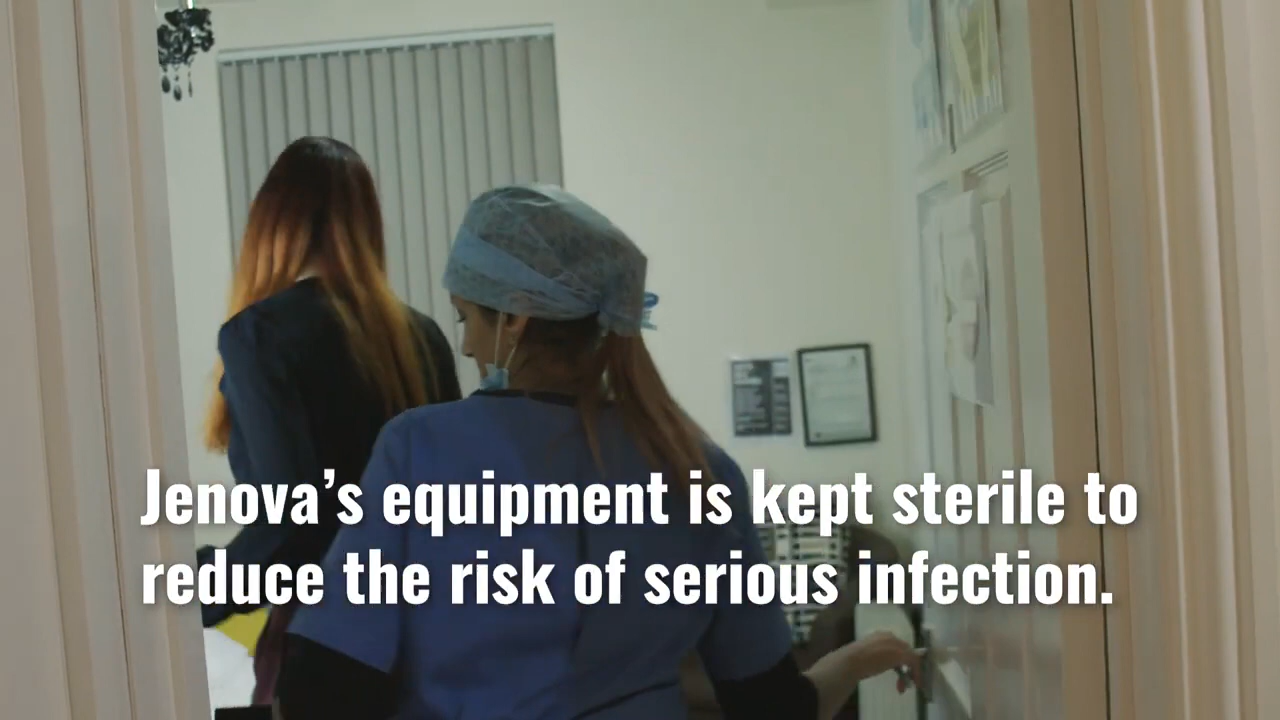 Jenova’s equipment is kept sterile to
reduce the risk of serious infection.